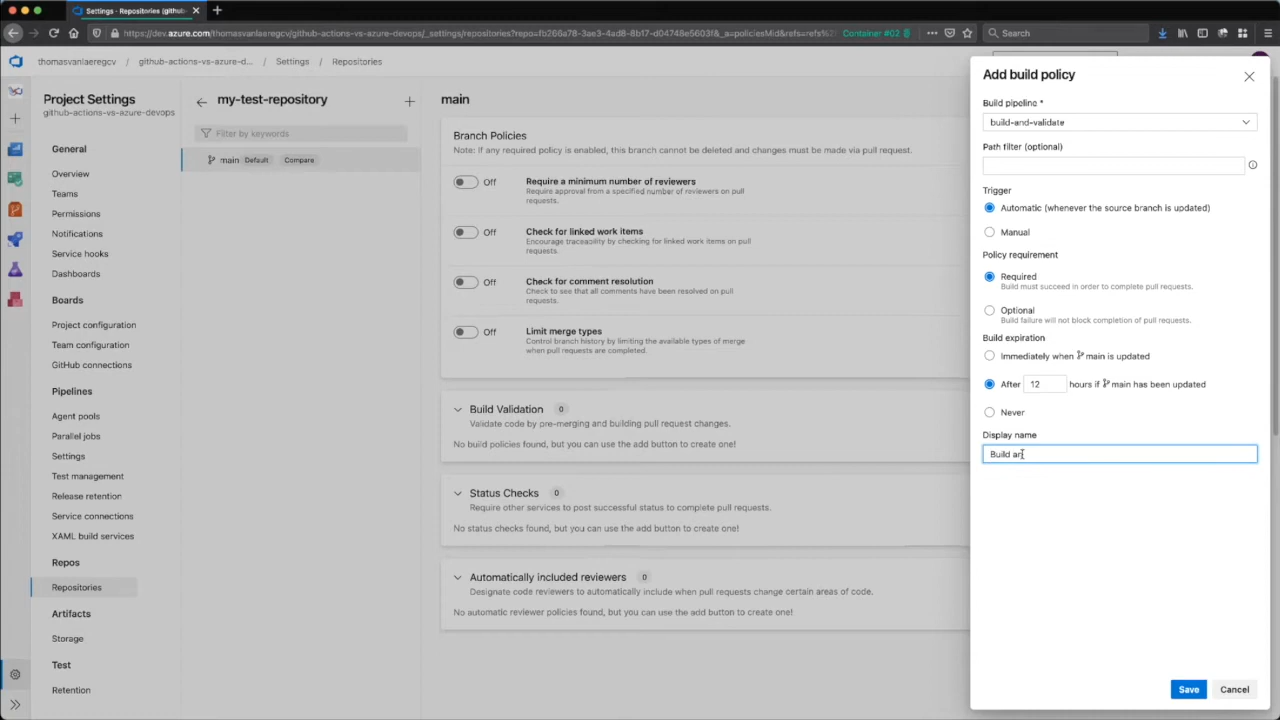 Settings - Repositories (github-
https://dev.azure.com/thomasvanlaeregcv/github-actions-vs-azure-devops/_settings/repositories?repo=fb266a78-3ae3-4ad8-8b17-d04748e5603f&_a=policiesMid&refs=refs%
Container #02
Search
thomasvanlaeregcv
github-actions-vs-azure-d...
Settings
Repositories
Project Settings
github-actions-vs-azure-devops
General
Overview
Teams
Permissions
Notifications
Service hooks
Dashboards
Boards
Project configuration
Team configuration
GitHub connections
Pipelines
Agent pools
Parallel jobs
Settings
Test management
Release retention
Service connections
XAML build services
Repos
Repositories
Artifacts
Storage
Test
Retention
my-test-repository
Filter by keywords
main Default Compare
main
Branch Policies
Note: If any required policy is enabled, this branch cannot be deleted and changes must be made via pull request.
Off
Require a minimum number of reviewers
Require approval from a specified number of reviewers on pull
requests.
Off
Check for linked work items
Encourage traceability by checking for linked work items on pull
requests.
Off
Check for comment resolution
Check to see that all comments have been resolved on pull
requests.
Off
Limit merge types
Control branch history by limiting the available types of merge
when pull requests are completed.
Build Validation 0
Validate code by pre-merging and building pull request changes.
No build policies found, but you can use the add button to create one!
Status Checks 0
Require other services to post successful status to complete pull requests.
No status checks found, but you can use the add button to create one!
Automatically included reviewers 0
Designate code reviewers to automatically include when pull requests change certain areas of code.
No automatic reviewer policies found, but you can use the add button to create one!
Add build policy
Build pipeline *
build-and-validate
Path filter (optional)
Trigger
Automatic (whenever the source branch is updated)
Manual
Policy requirement
Required
Build must succeed in order to complete pull requests.
Optional
Build failure will not block completion of pull requests.
Build expiration
Immediately when main is updated
After 12 hours if main has been updated
Never
Display name
Build an
Save
Cancel